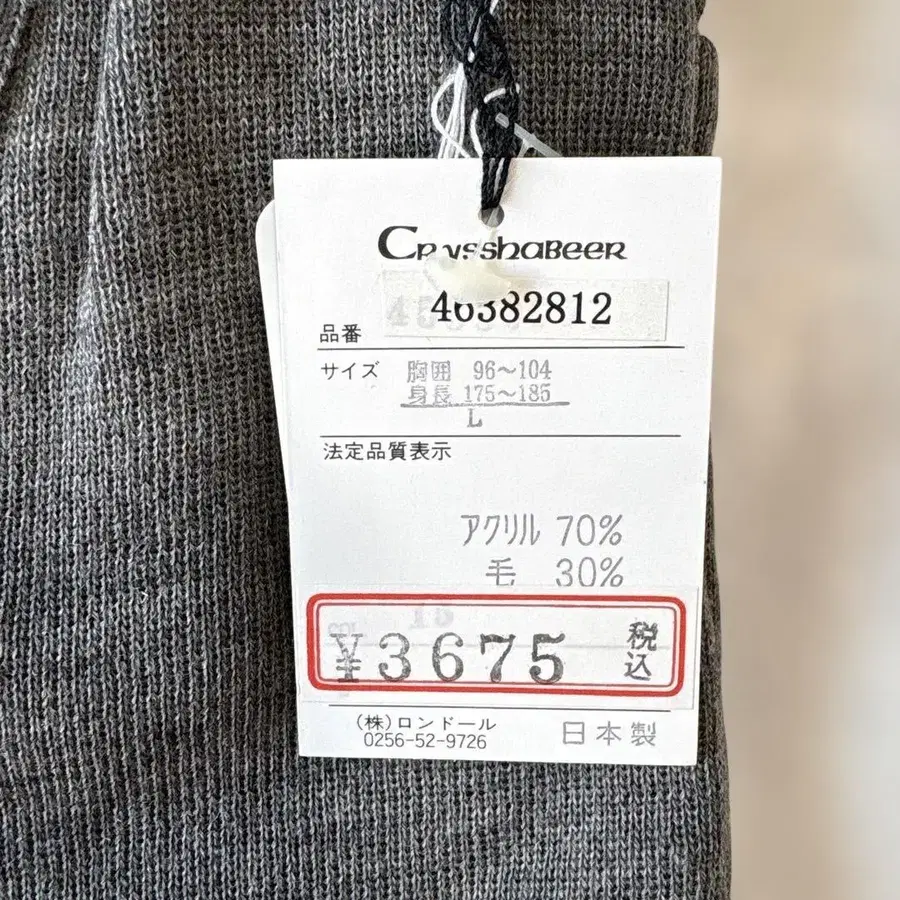 46382812
品番
サイズ 胸囲 96～104
身長 175～185
L
法定品質表示
アクリル 70%
毛 30%
¥3675 税込
(株)ロンドール
0256-52-9726
日本製